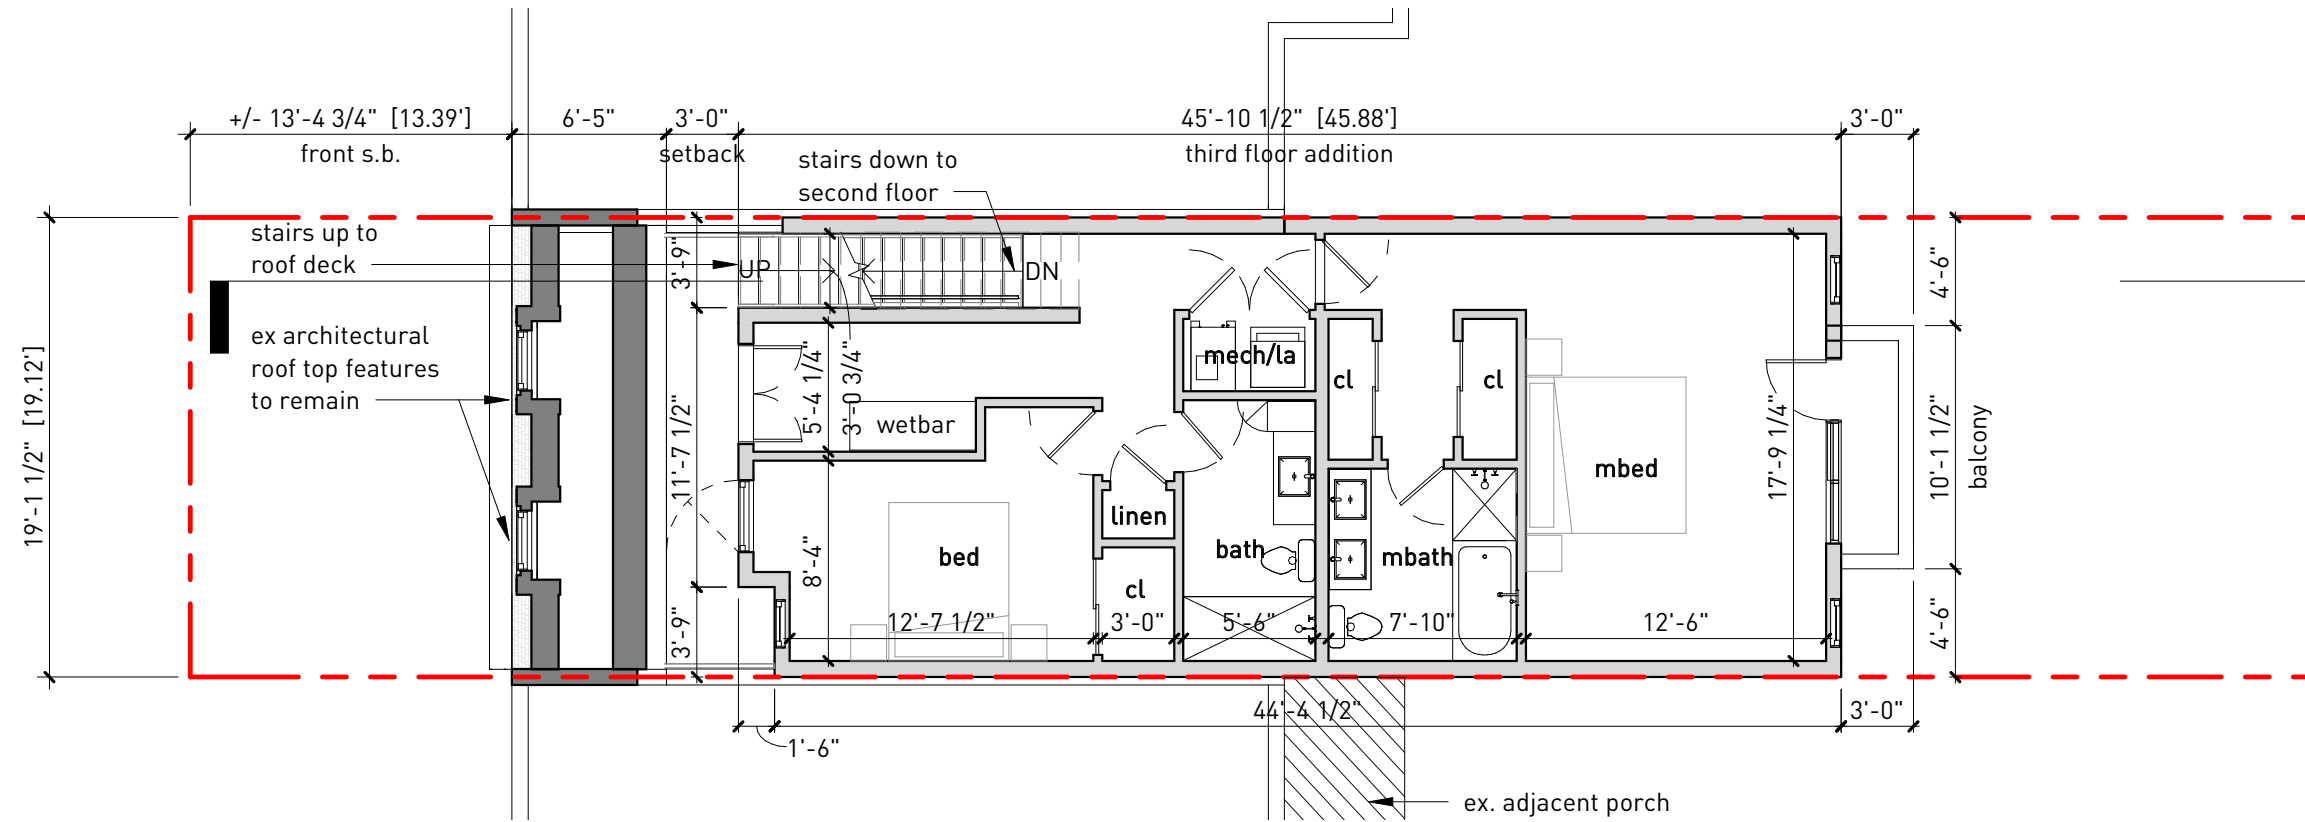 +/- 13'-4 3/4" [13.39']
6'-5"
3'-0"
45'-10 1/2" [45.88']
3'-0"
front s.b.
setback
third floor addition
stairs down to
second floor
stairs up to
roof deck
UP
DN
3'-9"
4'-6"
ex architectural
roof top features
to remain
19'-1 1/2" [19.12']
11'-7 1/2"
5'-4 1/4"
3'-0 3/4"
wetbar
mech/la
cl
cl
mbed
17'-9 1/4"
10'-1 1/2"
balcony
linen
bed
8'-4"
bath
mbath
cl
12'-7 1/2"
3'-0"
5'-6"
7'-10"
12'-6"
3'-9"
4'-6"
44'-4 1/2"
3'-0"
1'-6"
ex. adjacent porch